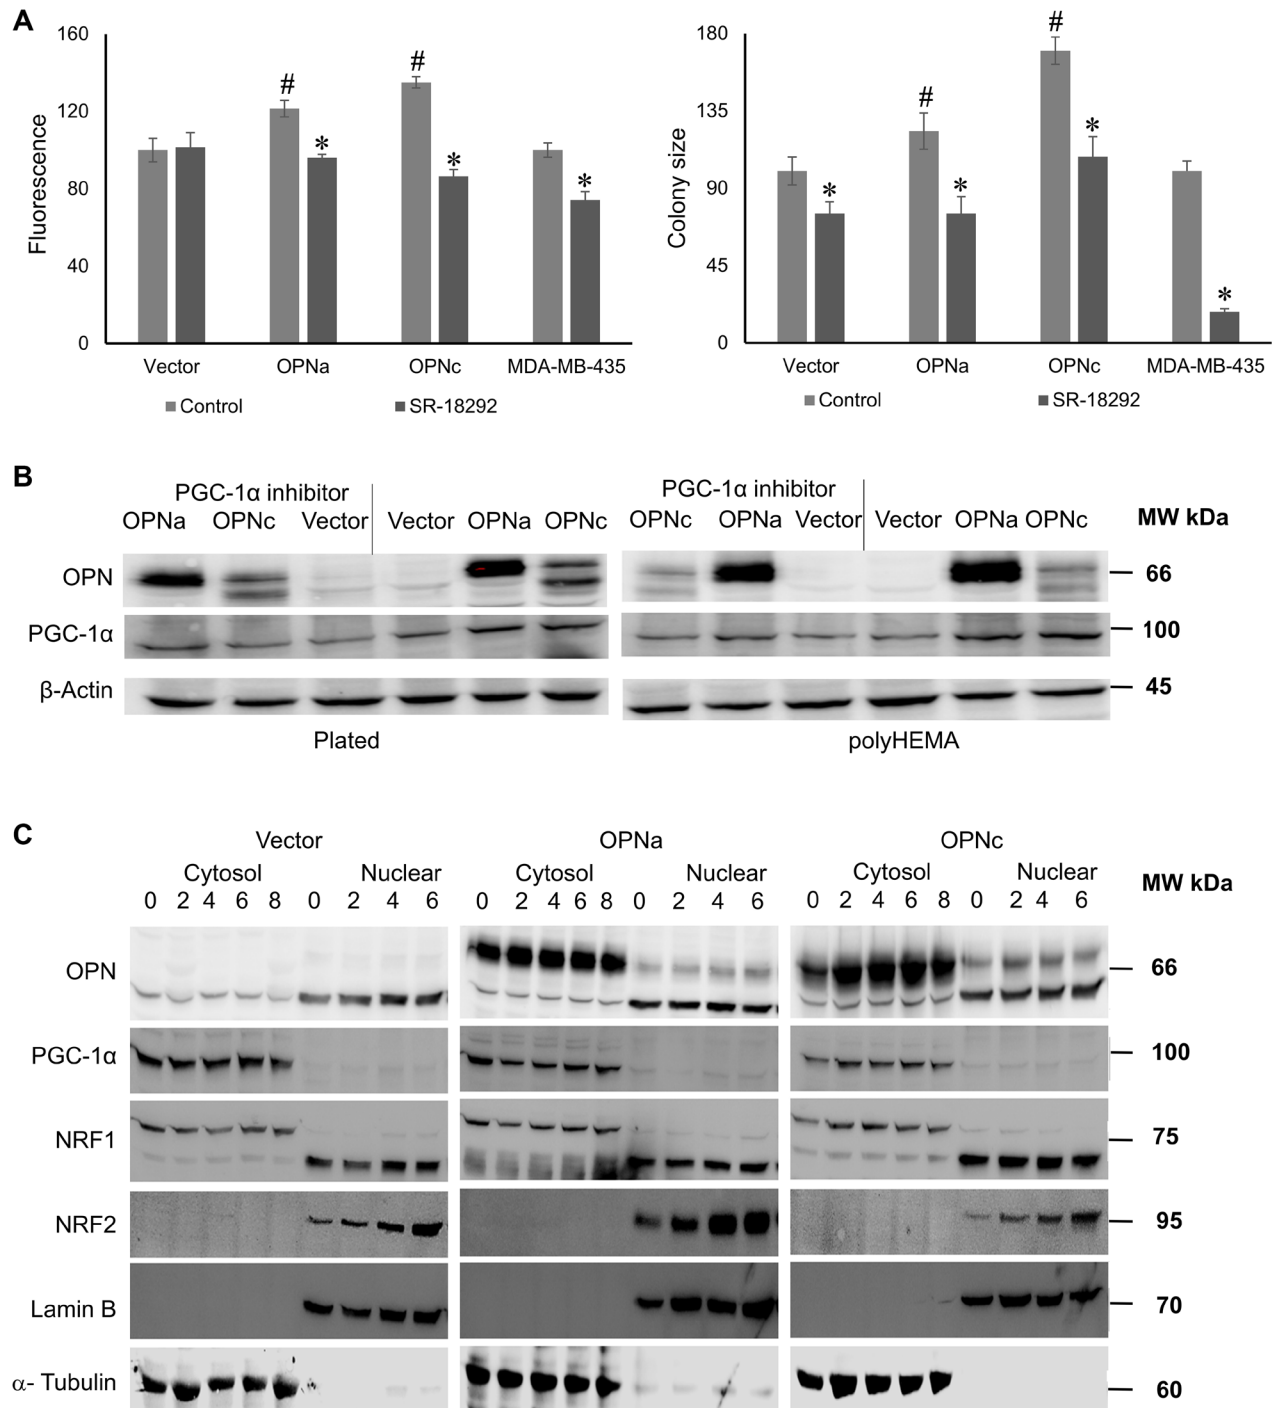 A
160
120
80
40
0
Fluorescence
#
#
*
*
*
Vector OPNa OPNc MDA-MB-435
Control SR-18292
180
135
90
45
0
Colony size
#
#
*
*
*
*
Vector OPNa OPNc MDA-MB-435
Control SR-18292
B
PGC-1α inhibitor
OPNa OPNc Vector Vector OPNa OPNc
PGC-1α inhibitor
OPNc OPNa Vector Vector OPNa OPNc MW kDa
OPN 66
PGC-1α 100
β-Actin 45
Plated polyHEMA
C
Vector OPNa OPNc
Cytosol Nuclear Cytosol Nuclear Cytosol Nuclear MW kDa
0 2 4 6 8 0 2 4 6 0 2 4 6 8 0 2 4 6 0 2 4 6 8 0 2 4 6
OPN 66
PGC-1α 100
NRF1 75
NRF2 95
Lamin B 70
α- Tubulin 60